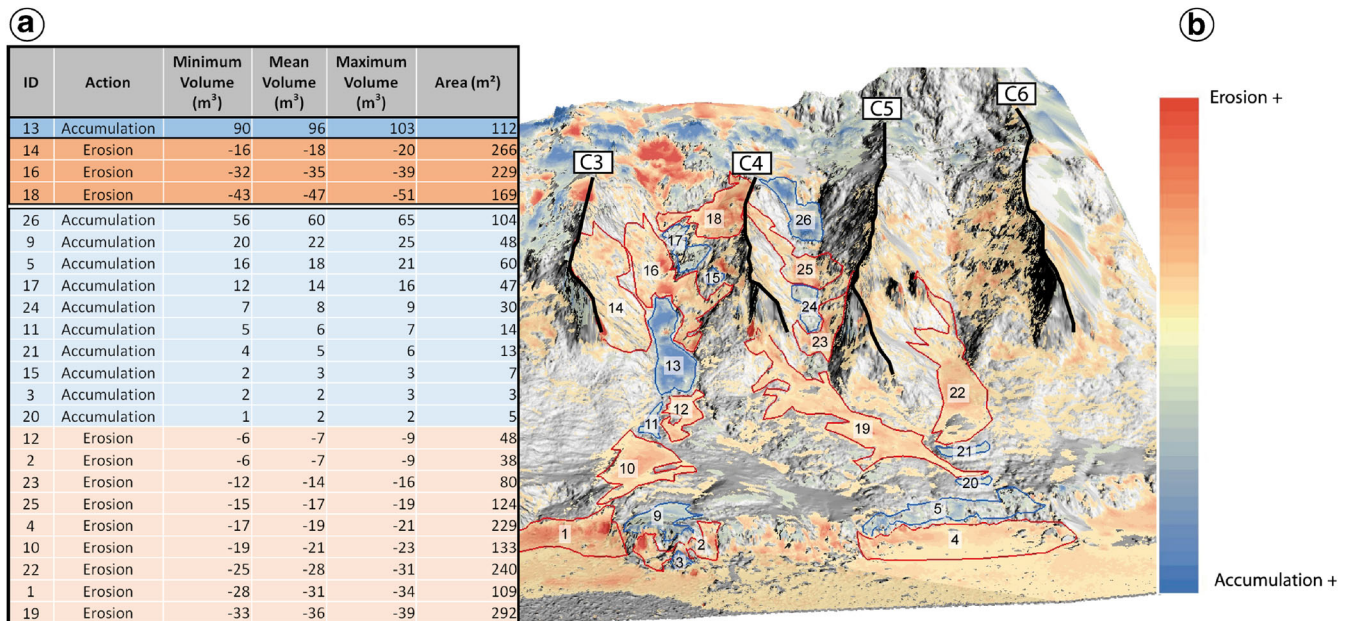 a
b
ID Action Minimum Volume (m³) Mean Volume (m³) Maximum Volume (m³) Area (m²)
13 Accumulation 90 96 103 112
14 Erosion -16 -18 -20 266
16 Erosion -32 -35 -39 229
18 Erosion -43 -47 -51 169
26 Accumulation 56 60 65 104
9 Accumulation 20 22 25 48
5 Accumulation 16 18 21 60
17 Accumulation 12 14 16 47
24 Accumulation 7 8 9 30
11 Accumulation 5 6 7 14
21 Accumulation 4 5 6 13
15 Accumulation 2 3 3 7
3 Accumulation 2 2 3 3
20 Accumulation 1 2 2 5
12 Erosion -6 -7 -9 48
2 Erosion -6 -7 -9 38
23 Erosion -12 -14 -16 80
25 Erosion -15 -17 -19 124
4 Erosion -17 -19 -21 229
10 Erosion -19 -21 -23 133
22 Erosion -25 -28 -31 240
1 Erosion -28 -31 -34 109
19 Erosion -33 -36 -39 292
C3
C4
C5
C6
18
26
17
16
25
15
14
24
23
13
22
12
11
19
21
10
20
9
5
1
2
4
3
Erosion +
Accumulation +